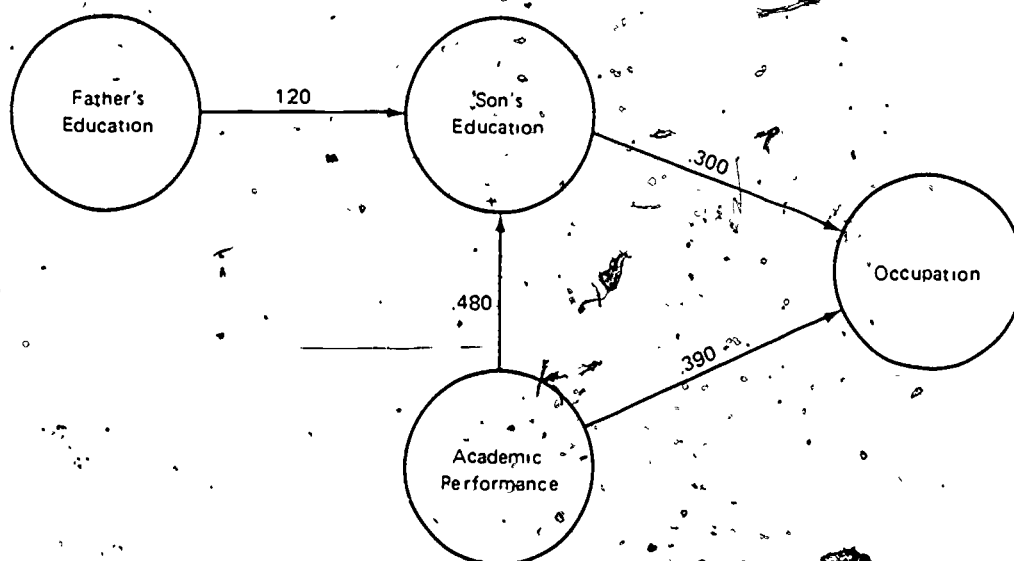 Father's
Education
120
Son's
Education
.300
Occupation
.480
.390
Academic
Performance